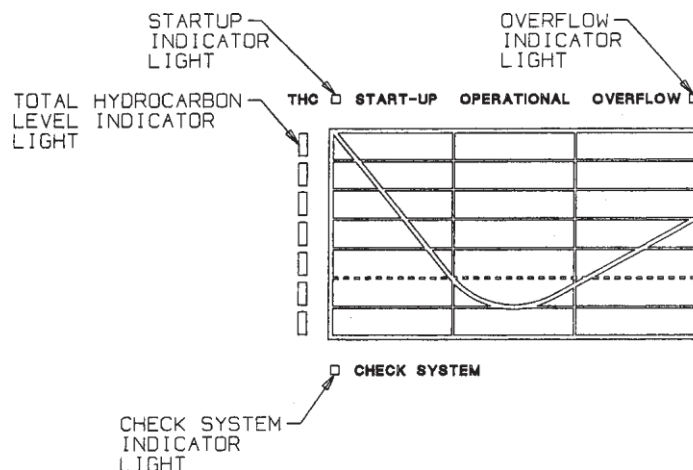 STARTUP
INDICATOR
LIGHT
OVERFLOW
INDICATOR
LIGHT
TOTAL HYDROCARBON
LEVEL INDICATOR
LIGHT
THC START-UP OPERATIONAL OVERFLOW
CHECK SYSTEM
CHECK SYSTEM
INDICATOR
LIGHT